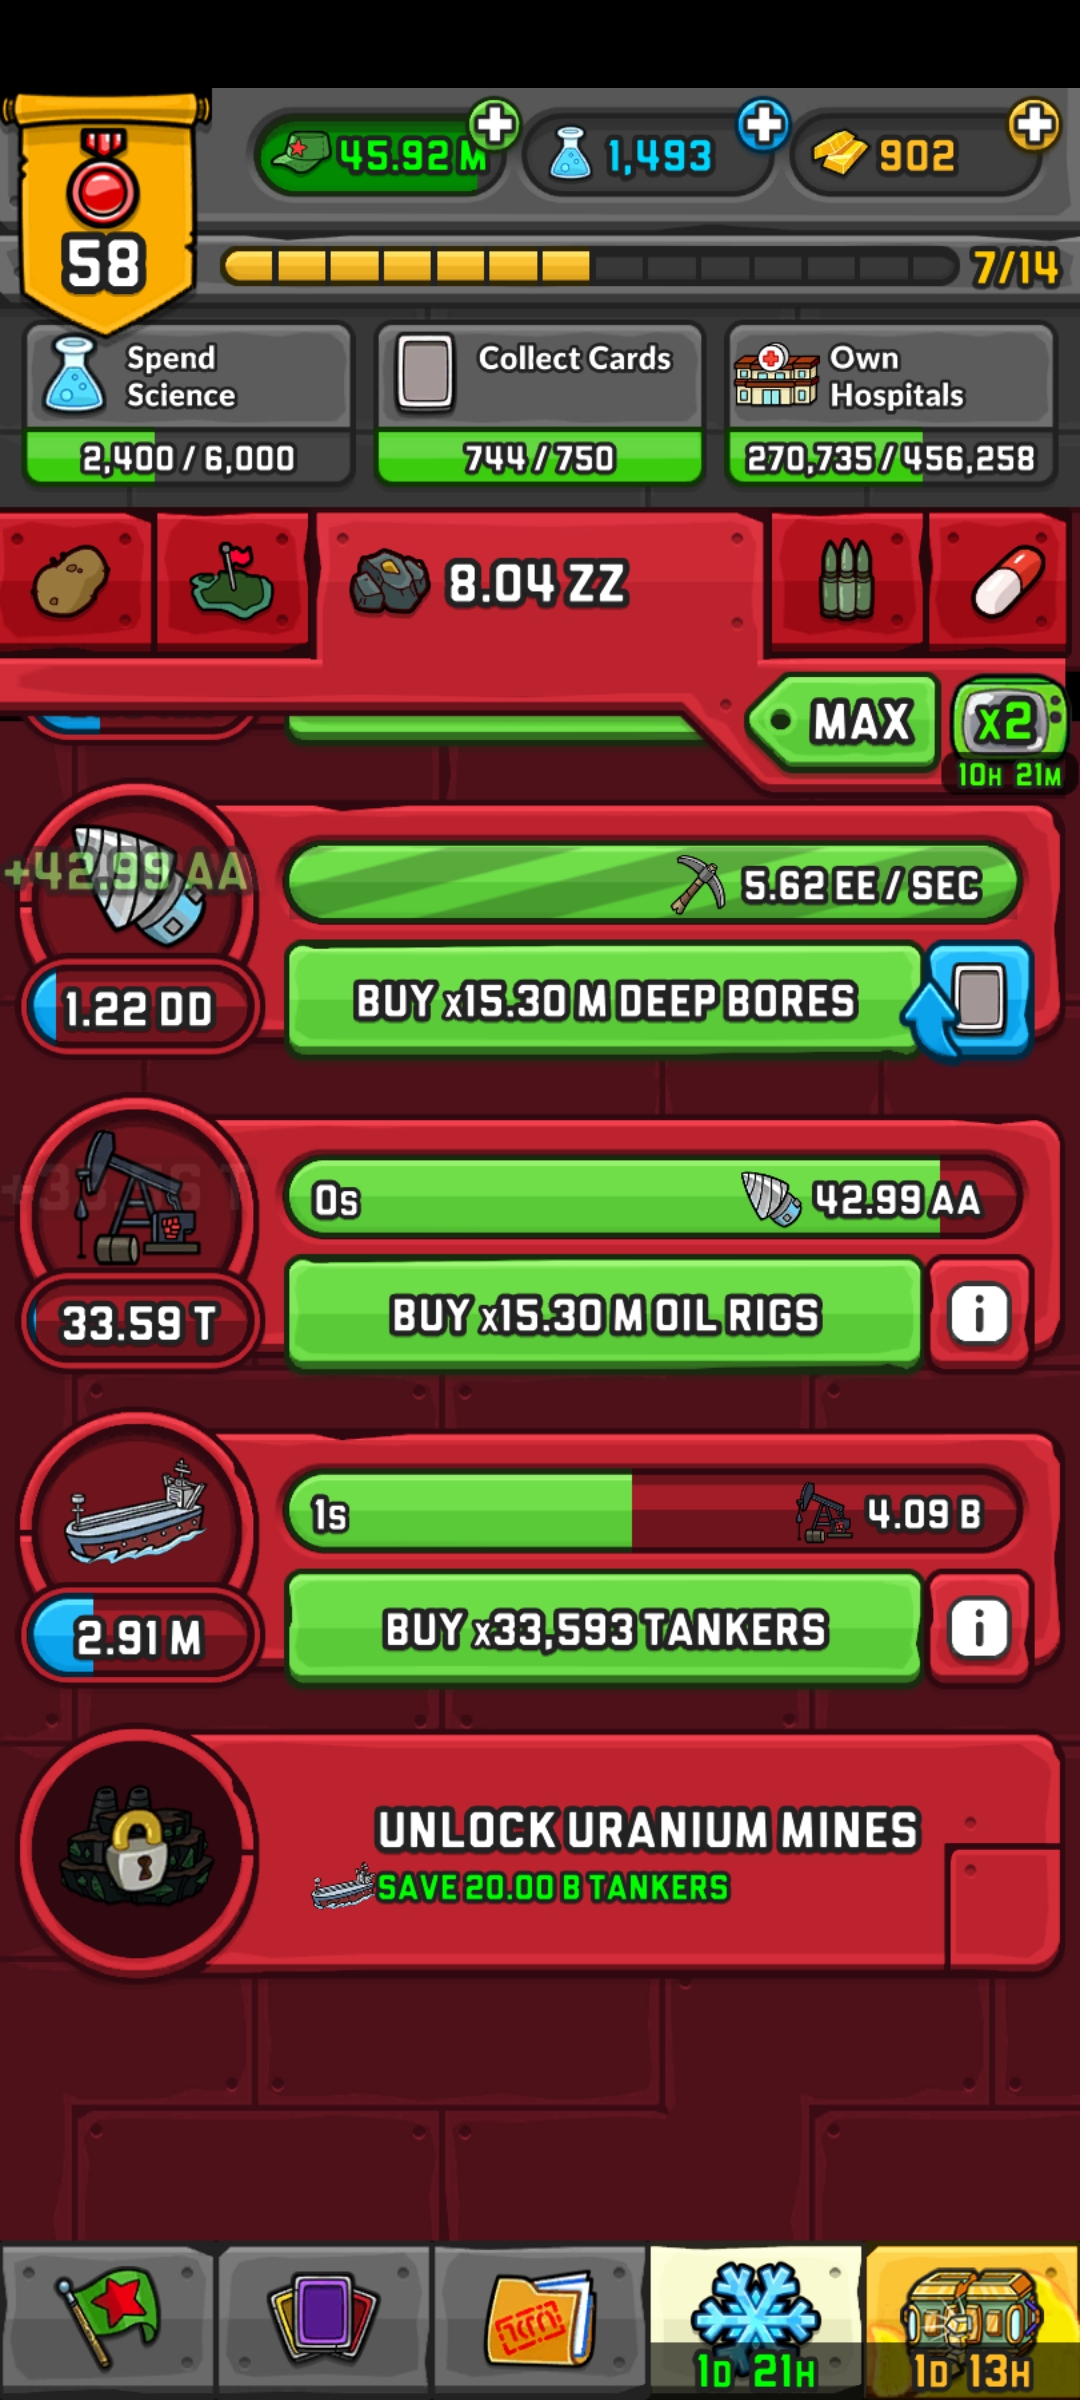 45.92 M
1,493
902
58
7/14
Spend
Science
2,400 / 6,000
Collect Cards
744 / 750
Own
Hospitals
270,735 / 456,258
8.04 ZZ
MAX
x2
10H 21M
+42.99 AA
5.62 EE / SEC
1.22 DD
BUY x15.30 M DEEP BORES
0s
42.99 AA
33.59 T
BUY x15.30 M OIL RIGS
1s
4.09 B
2.91 M
BUY x33,593 TANKERS
UNLOCK URANIUM MINES
SAVE 20.00 B TANKERS
1D 21H
1D 13H